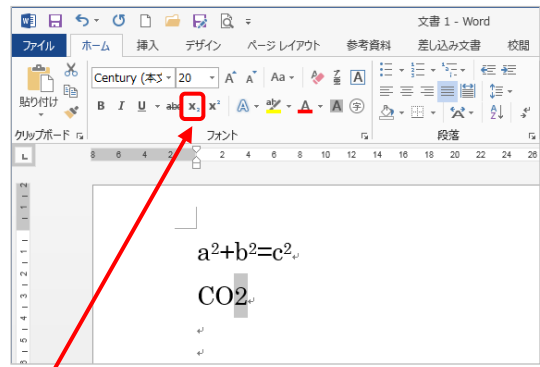 文書 1 - Word
ファイル ホーム 挿入 デザイン ページ レイアウト 参考資料 差し込み文書 校閲
Century (本文 20 A A Aa 亜 A
貼り付け
B I U abc x₂ x² A aby A A 字
クリップボード フォント 段落
L 8 6 4 2 2 4 6 8 10 12 14 16 18 20 22 24 26
a²+b²=c²↵
CO2↵
↵
↵